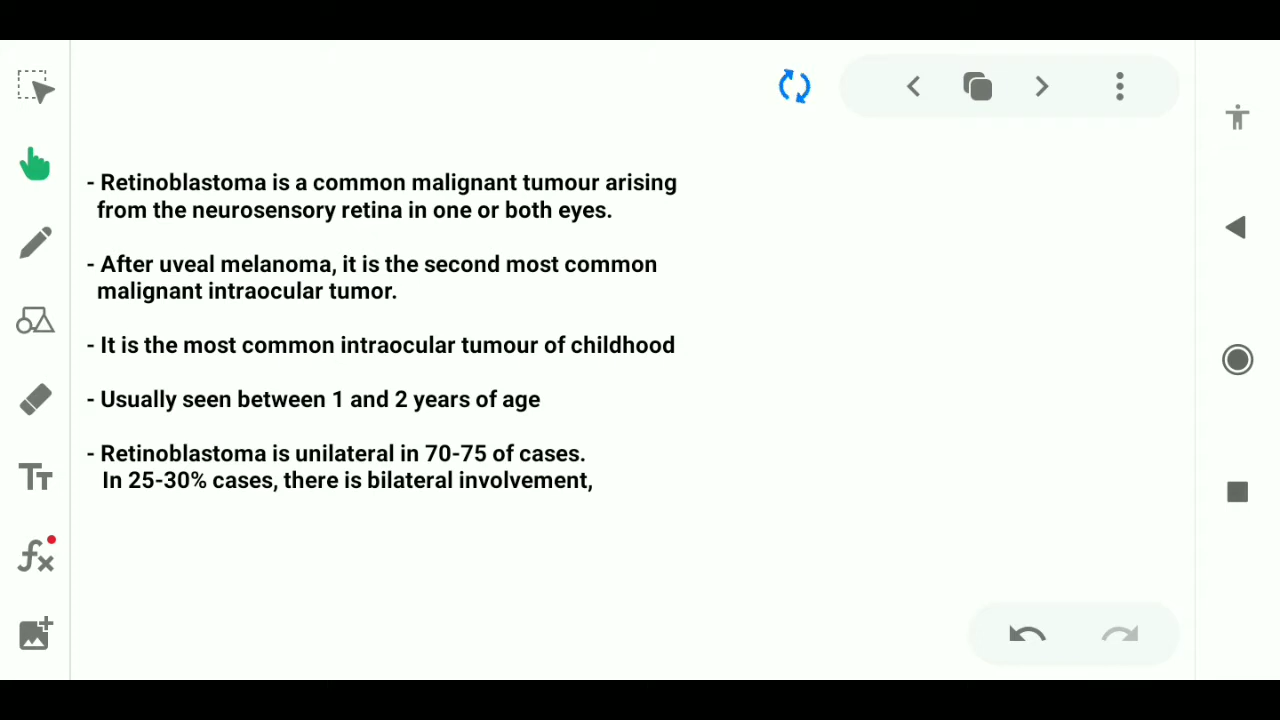 - Retinoblastoma is a common malignant tumour arising
from the neurosensory retina in one or both eyes.
- After uveal melanoma, it is the second most common
malignant intraocular tumor.
- It is the most common intraocular tumour of childhood
- Usually seen between 1 and 2 years of age
- Retinoblastoma is unilateral in 70-75 of cases.
In 25-30% cases, there is bilateral involvement,
TT
fx